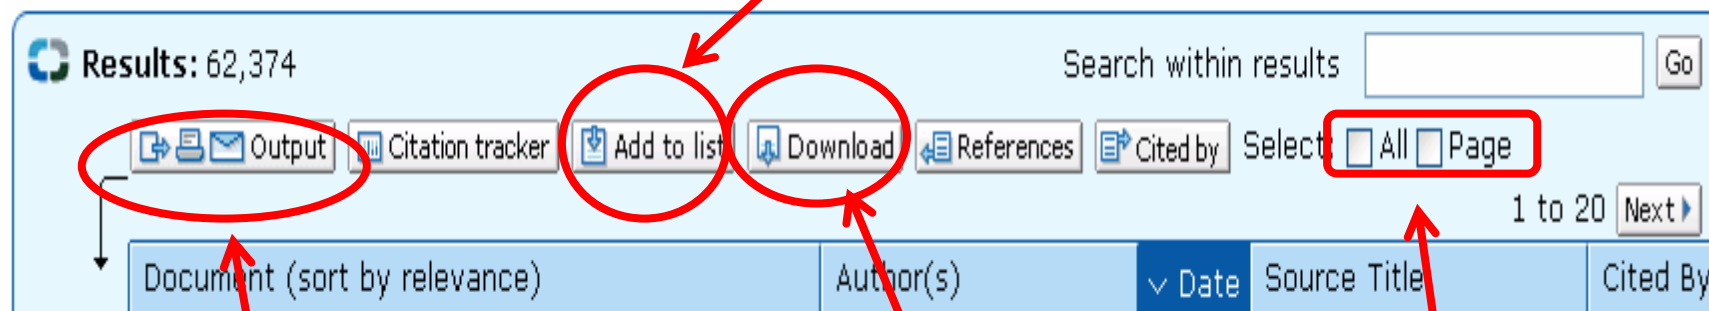 Results: 62,374 Search within results Go
Output Citation tracker Add to list Download References Cited by Select: All Page
1 to 20 Next
Document (sort by relevance) Author(s) Date Source Title Cited By